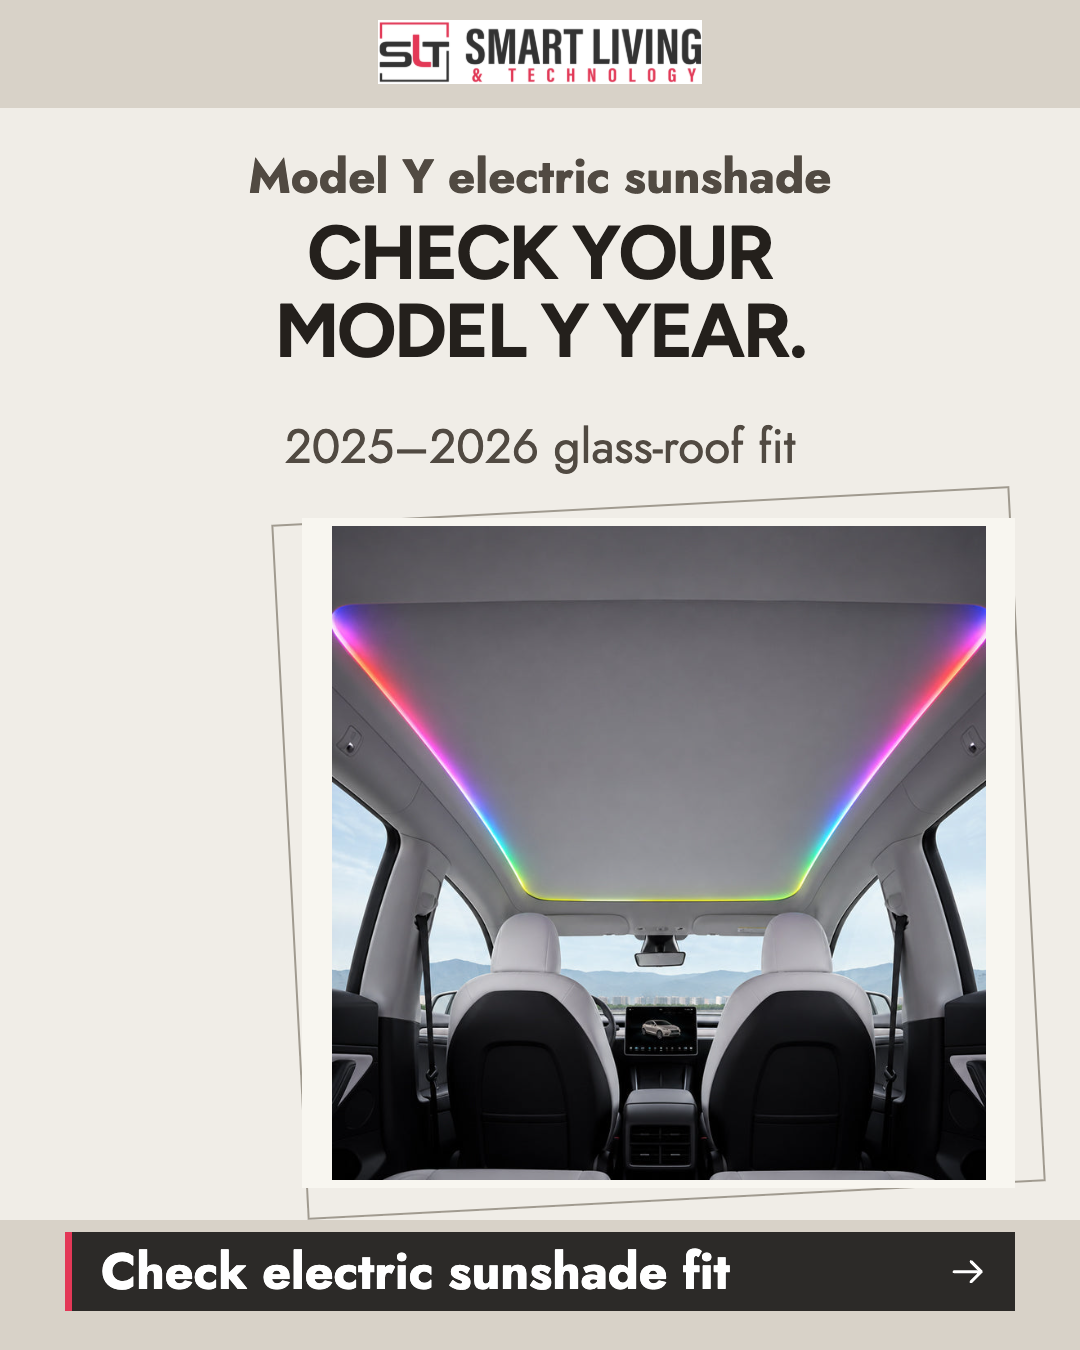 SLT SMART LIVING
& TECHNOLOGY
Model Y electric sunshade
CHECK YOUR
MODEL Y YEAR.
2025–2026 glass-roof fit
Check electric sunshade fit →